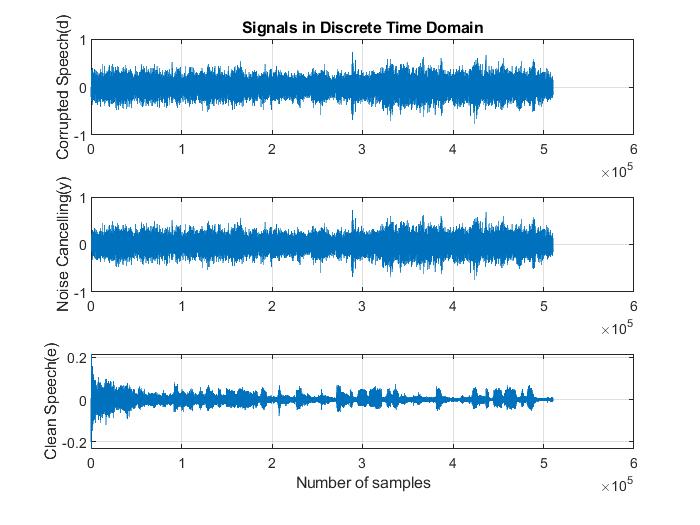 Signals in Discrete Time Domain
Corrupted Speech(d)
1
0
-1
0 1 2 3 4 5 6
×10^5
Noise Cancelling(y)
1
0
-1
0 1 2 3 4 5 6
×10^5
Clean Speech(e)
0.2
0
-0.2
0 1 2 3 4 5 6
×10^5
Number of samples